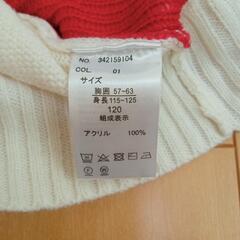 NO. 342159104
COL. 01
サイズ
胸囲 57-63
身長 115-125
120
組成表示
アクリル 100%